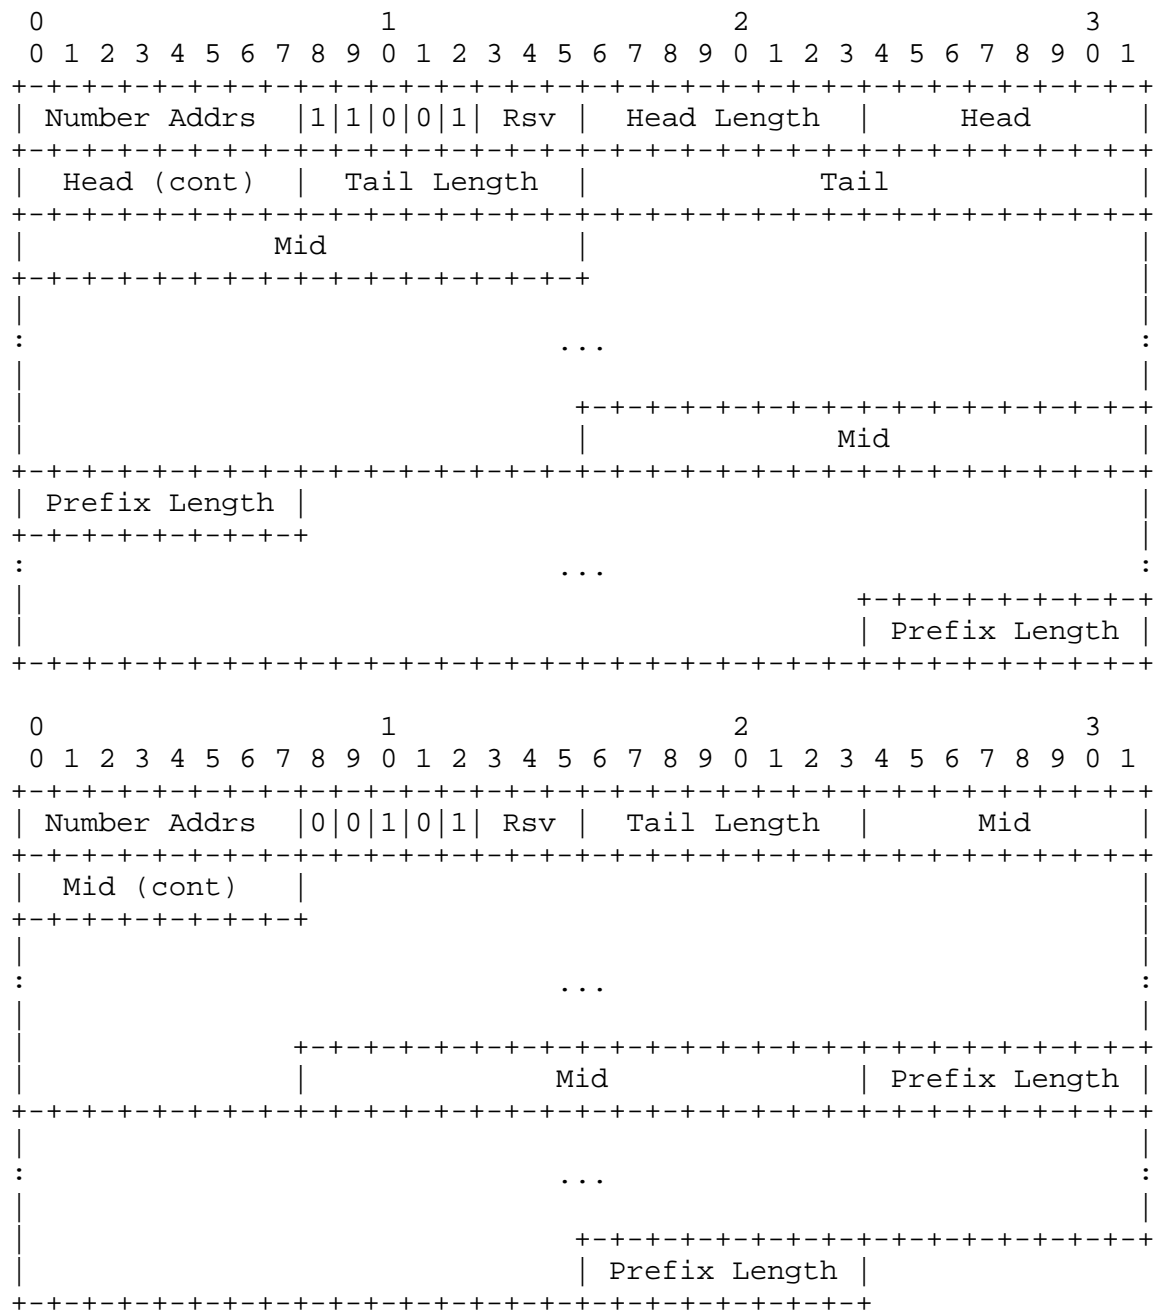 0                   1                   2                   3
0 1 2 3 4 5 6 7 8 9 0 1 2 3 4 5 6 7 8 9 0 1 2 3 4 5 6 7 8 9 0 1
+-+-+-+-+-+-+-+-+-+-+-+-+-+-+-+-+-+-+-+-+-+-+-+-+-+-+-+-+-+-+-+-+
| Number Addrs  |1|1|0|0|1| Rsv |  Head Length  |     Head      |
+-+-+-+-+-+-+-+-+-+-+-+-+-+-+-+-+-+-+-+-+-+-+-+-+-+-+-+-+-+-+-+-+
|  Head (cont)  |  Tail Length  |             Tail              |
+-+-+-+-+-+-+-+-+-+-+-+-+-+-+-+-+-+-+-+-+-+-+-+-+-+-+-+-+-+-+-+-+
|              Mid              |                               |
+-+-+-+-+-+-+-+-+-+-+-+-+-+-+-+-+                               |
|                                                               |
:                              ...                              :
|                                                               |
|                               +-+-+-+-+-+-+-+-+-+-+-+-+-+-+-+-+
|                               |              Mid              |
+-+-+-+-+-+-+-+-+-+-+-+-+-+-+-+-+-+-+-+-+-+-+-+-+-+-+-+-+-+-+-+-+
| Prefix Length |                                               |
+-+-+-+-+-+-+-+-+                                               |
:                              ...                              :
|                                               +-+-+-+-+-+-+-+-+
|                                               | Prefix Length |
+-+-+-+-+-+-+-+-+-+-+-+-+-+-+-+-+-+-+-+-+-+-+-+-+-+-+-+-+-+-+-+-+
0                   1                   2                   3
0 1 2 3 4 5 6 7 8 9 0 1 2 3 4 5 6 7 8 9 0 1 2 3 4 5 6 7 8 9 0 1
+-+-+-+-+-+-+-+-+-+-+-+-+-+-+-+-+-+-+-+-+-+-+-+-+-+-+-+-+-+-+-+-+
| Number Addrs  |0|0|1|0|1| Rsv |  Tail Length  |      Mid      |
+-+-+-+-+-+-+-+-+-+-+-+-+-+-+-+-+-+-+-+-+-+-+-+-+-+-+-+-+-+-+-+-+
|  Mid (cont)   |                                               |
+-+-+-+-+-+-+-+-+                                               |
|                                                               |
:                              ...                              :
|                                                               |
|               +-+-+-+-+-+-+-+-+-+-+-+-+-+-+-+-+-+-+-+-+-+-+-+-+
|               |              Mid              | Prefix Length |
+-+-+-+-+-+-+-+-+-+-+-+-+-+-+-+-+-+-+-+-+-+-+-+-+-+-+-+-+-+-+-+-+
|                                                               |
:                              ...                              :
|                                                               |
|                               +-+-+-+-+-+-+-+-+-+-+-+-+-+-+-+-+
|                               | Prefix Length |
+-+-+-+-+-+-+-+-+-+-+-+-+-+-+-+-+-+-+-+-+-+-+-+-+